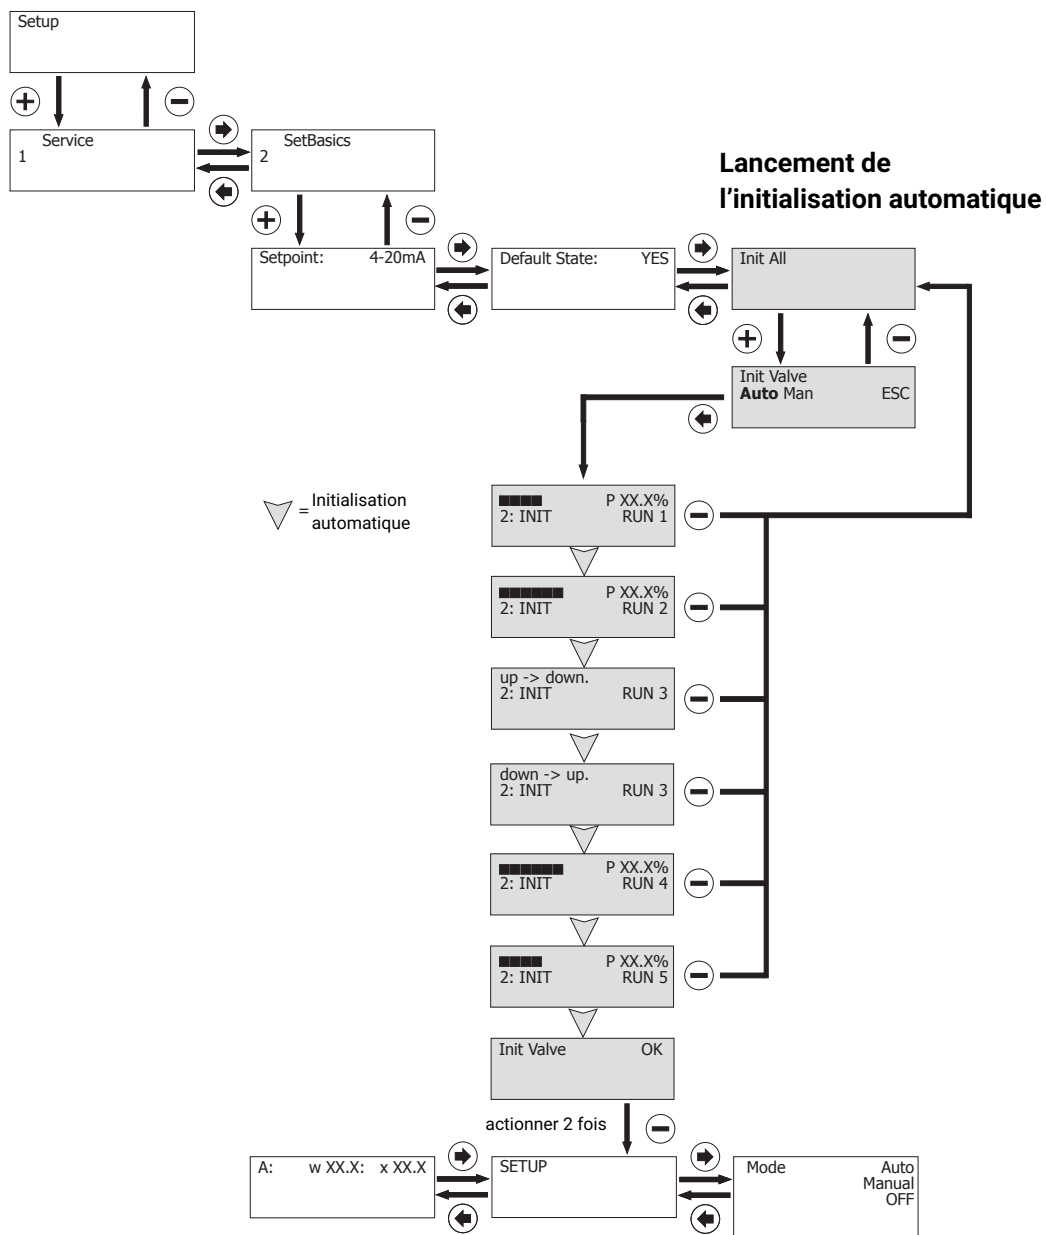 Setup
Service
1
SetBasics
2
Lancement de
l’initialisation automatique
Setpoint: 4-20mA
Default State: YES
Init All
Init Valve
Auto Man ESC
= Initialisation
automatique
P XX.X%
2: INIT RUN 1
P XX.X%
2: INIT RUN 2
up -> down.
2: INIT RUN 3
down -> up.
2: INIT RUN 3
P XX.X%
2: INIT RUN 4
P XX.X%
2: INIT RUN 5
Init Valve OK
actionner 2 fois
A: w XX.X: x XX.X
SETUP
Mode Auto
Manual
OFF